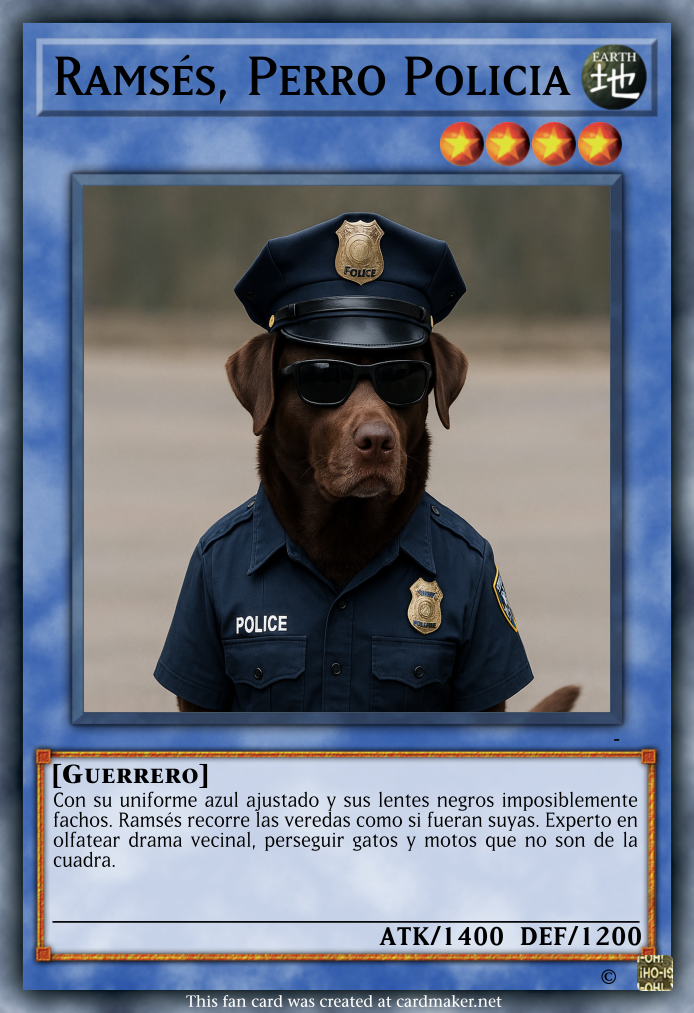 Ramsés, Perro Policia
EARTH
地
POLICE
POLICE
[Guerrero]
Con su uniforme azul ajustado y sus lentes negros imposiblemente
fachos. Ramsés recorre las veredas como si fueran suyas. Experto en
olfatear drama vecinal, perseguir gatos y motos que no son de la
cuadra.
ATK/1400 DEF/1200
©
This fan card was created at cardmaker.net